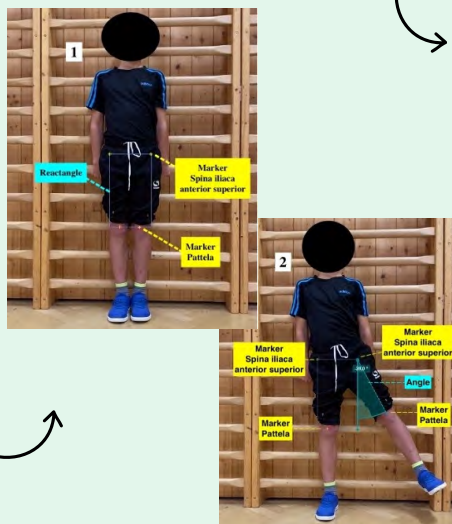 1
Reactangle
Marker
Spina iliaca
anterior superior
Marker
Pattela
2
Marker
Spina iliaca
anterior superior
Marker
Spina iliaca
anterior superior
Angle
Marker
Pattela
Marker
Pattela